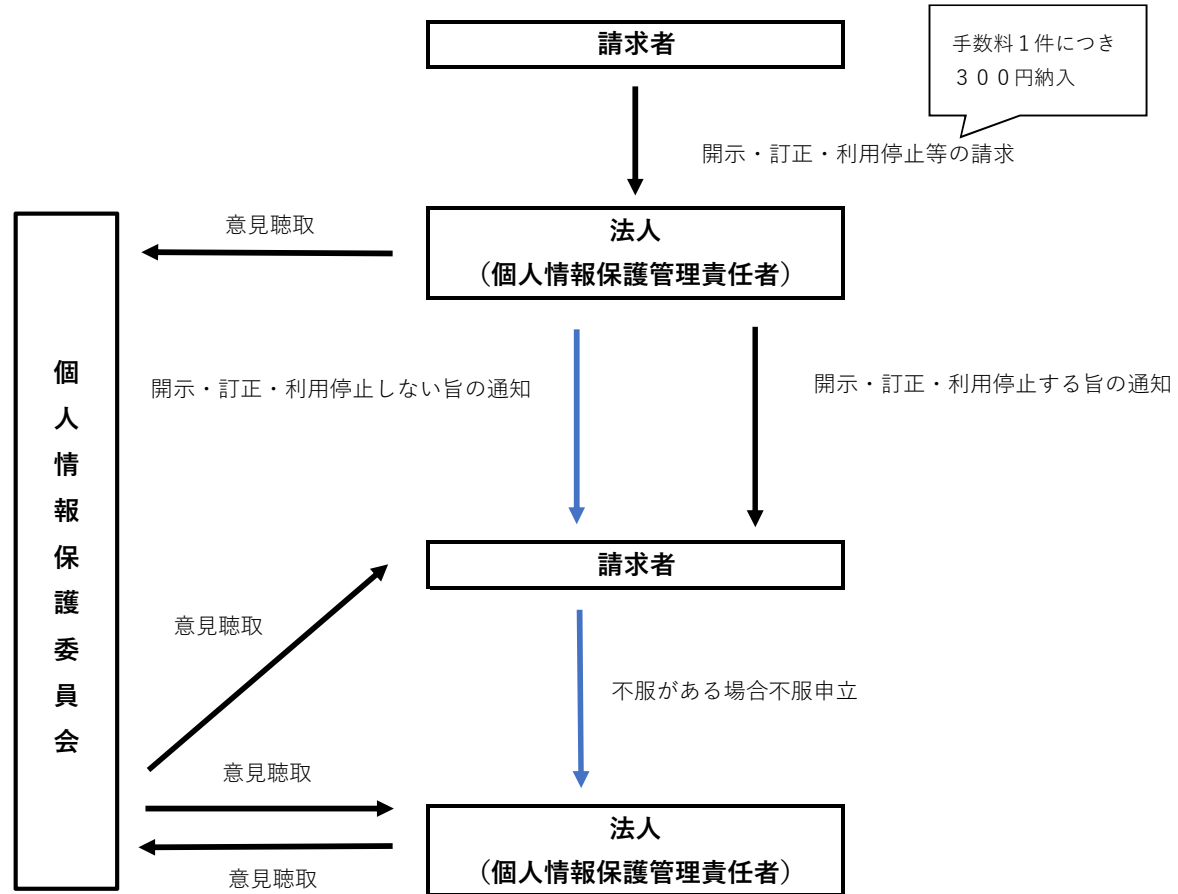 請求者
手数料１件につき
３００円納入
開示・訂正・利用停止等の請求
意見聴取
法人
（個人情報保護管理責任者）
個人情報保護委員会
開示・訂正・利用停止しない旨の通知
開示・訂正・利用停止する旨の通知
請求者
意見聴取
不服がある場合不服申立
意見聴取
法人
（個人情報保護管理責任者）
意見聴取